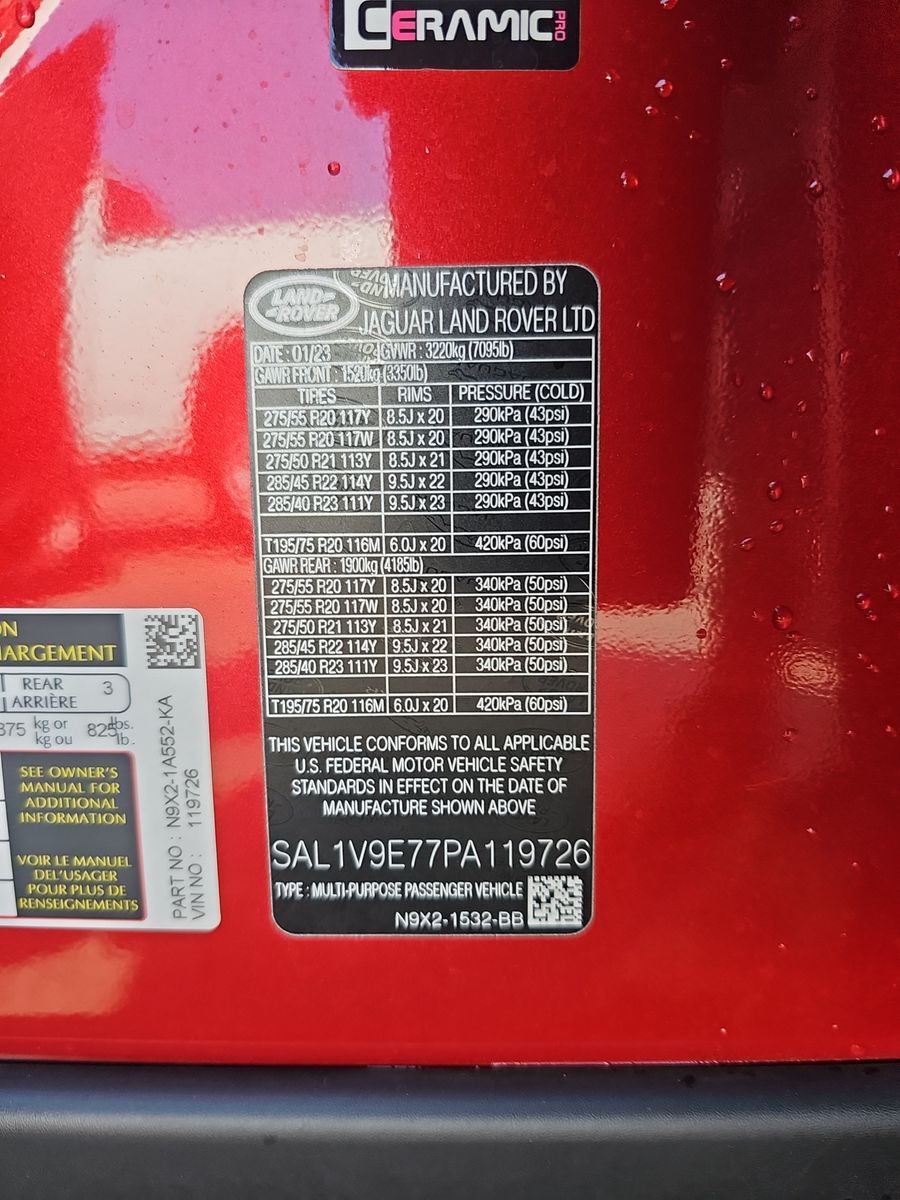 CERAMIC PRO
LAND ROVER
MANUFACTURED BY
JAGUAR LAND ROVER LTD
DATE : 01/23 GVWR : 3220kg (7095lb)
GAWR FRONT : 1520kg (3350lb)
TIRES RIMS PRESSURE (COLD)
275/55 R20 117Y 8.5J x 20 290kPa (43psi)
275/55 R20 117W 8.5J x 20 290kPa (43psi)
275/50 R21 113Y 8.5J x 21 290kPa (43psi)
285/45 R22 114Y 9.5J x 22 290kPa (43psi)
285/40 R23 111Y 9.5J x 23 290kPa (43psi)
T195/75 R20 116M 6.0J x 20 420kPa (60psi)
GAWR REAR : 1900kg (4185lb)
275/55 R20 117Y 8.5J x 20 340kPa (50psi)
275/55 R20 117W 8.5J x 20 340kPa (50psi)
275/50 R21 113Y 8.5J x 21 340kPa (50psi)
285/45 R22 114Y 9.5J x 22 340kPa (50psi)
285/40 R23 111Y 9.5J x 23 340kPa (50psi)
T195/75 R20 116M 6.0J x 20 420kPa (60psi)
THIS VEHICLE CONFORMS TO ALL APPLICABLE
U.S. FEDERAL MOTOR VEHICLE SAFETY
STANDARDS IN EFFECT ON THE DATE OF
MANUFACTURE SHOWN ABOVE
SAL1V9E77PA119726
TYPE : MULTI-PURPOSE PASSENGER VEHICLE
N9X2-1532-BB
ON
ARGEMENT
REAR 3
ARRIÈRE
375 kg or 825 lbs.
kg ou lb.
SEE OWNER'S
MANUAL FOR
ADDITIONAL
INFORMATION
VOIR LE MANUEL
DEL'USAGER
POUR PLUS DE
RENSEIGNEMENTS
PART NO : N9X2-1A552-KA
VIN NO : 119726